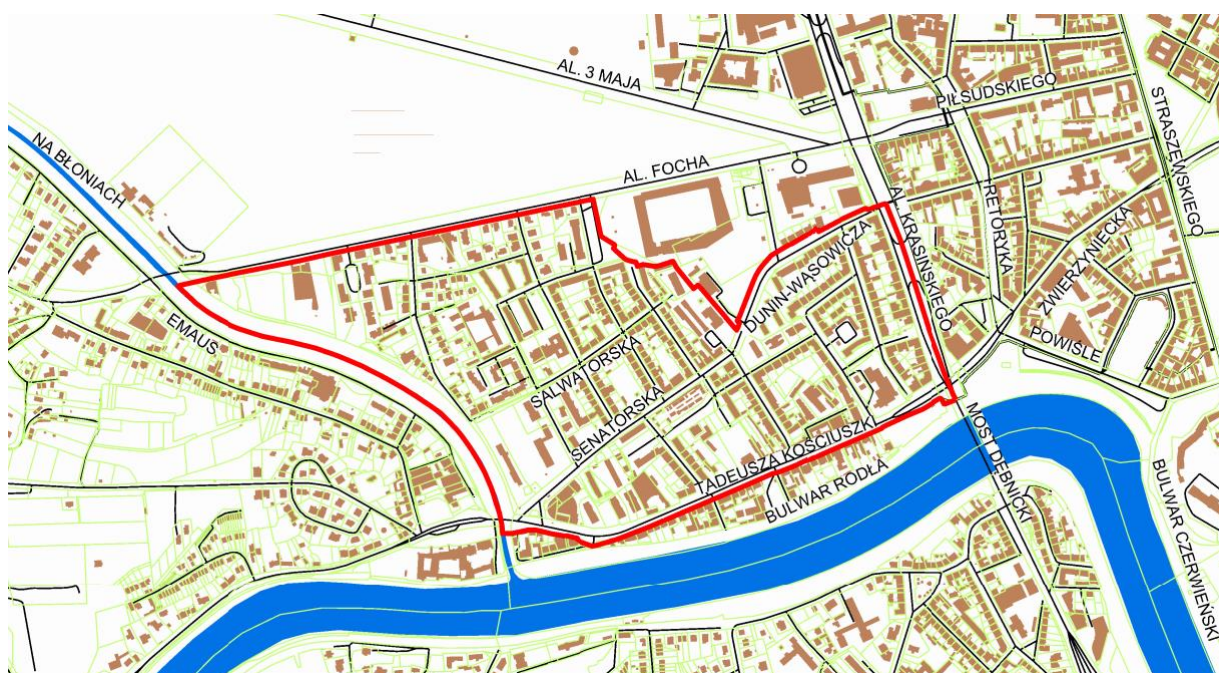 AL. 3 MAJA
PIŁSUDSKIEGO
STRASZEWSKIEGO
NA BŁONIACH
AL. FOCHA
AL. KRASIŃSKIEGO
RETORYKA
ZWIERZYNIECKA
DUNIN-WĄSOWICZA
EMAUS
POWIŚLE
SALWATORSKA
SENATORSKA
TADEUSZA KOŚCIUSZKI
MOST DĘBNICKI
BULWAR RODŁA
BULWAR CZERWIEŃSKI